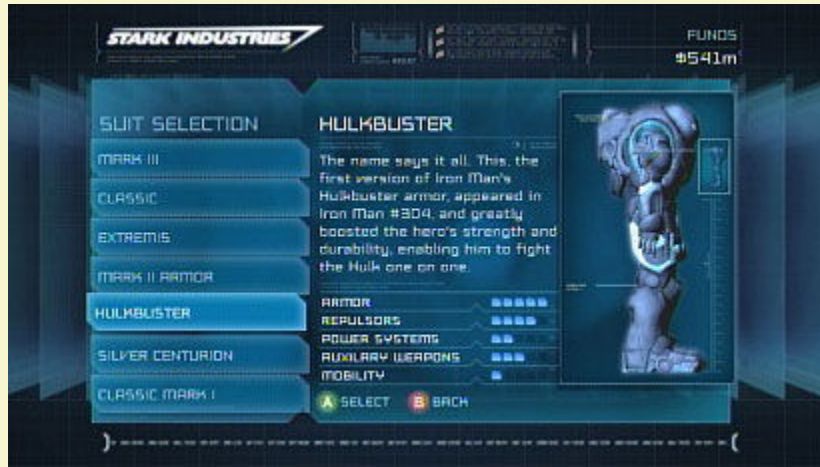 STARK INDUSTRIES
FUNDS
$541m
SUIT SELECTION
MARK III
CLASSIC
EXTREMIS
MARK II ARMOR
HULKBUSTER
SILVER CENTURION
CLASSIC MARK I
HULKBUSTER
The name says it all. This, the
first version of Iron Man's
Hulkbuster armor, appeared in
Iron Man #304, and greatly
boosted the hero's strength and
durability, enabling him to fight
the Hulk one on one.
ARMOR
REPULSORS
POWER SYSTEMS
AUXILARY WEAPONS
MOBILITY
A SELECT B BACK